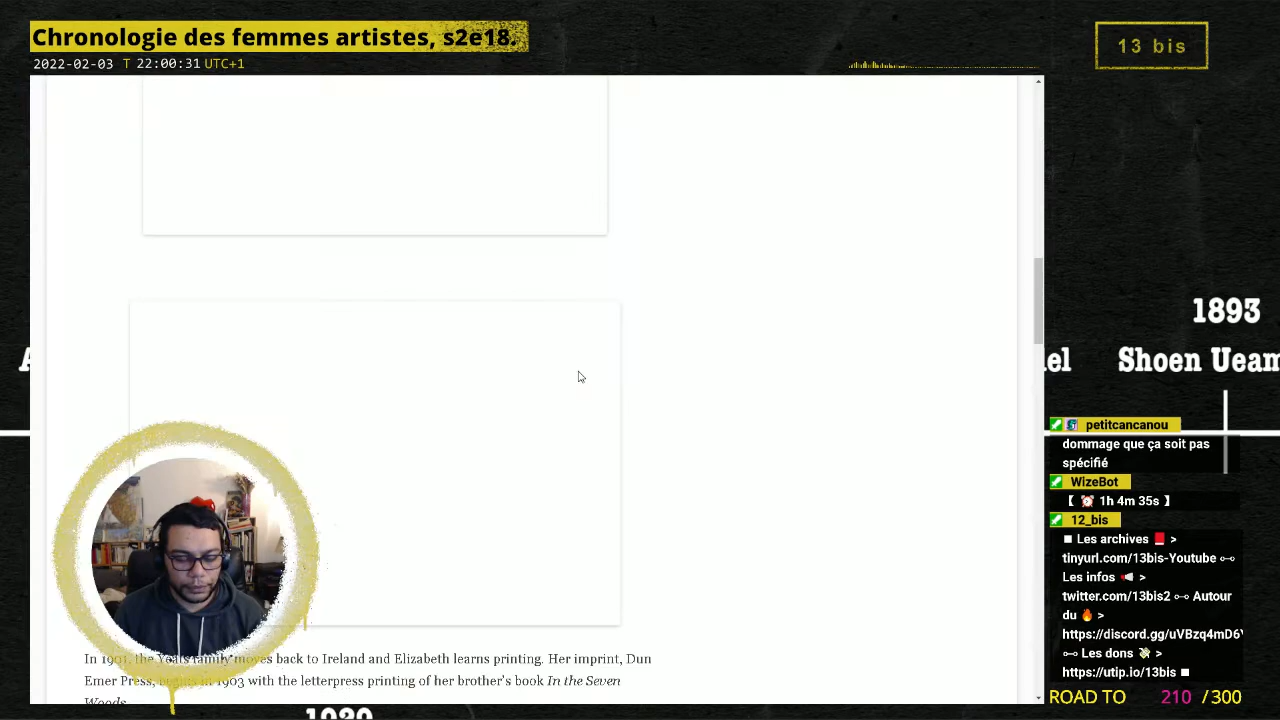 Chronologie des femmes artistes, s2e18.
2022-02-03 T 22:00:31 UTC+1
13 bis
1893
Shoen Ueam
petitcancanou
dommage que ça soit pas
spécifié
WizeBot
【 ⏰ 1h 4m 35s 】
12_bis
■ Les archives 📕 >
tinyurl.com/13bis-Youtube ⚯
Les infos 📢 >
twitter.com/13bis2 ⚯ Autour
du 🔥 >
https://discord.gg/uVBzq4mD6
⚯ Les dons 💸 >
https://utip.io/13bis ■
ROAD TO 210 / 300
In 1901, the Yeats family moves back to Ireland and Elizabeth learns printing. Her imprint, Dun
Emer Press, begins in 1903 with the letterpress printing of her brother's book In the Seven
Woods